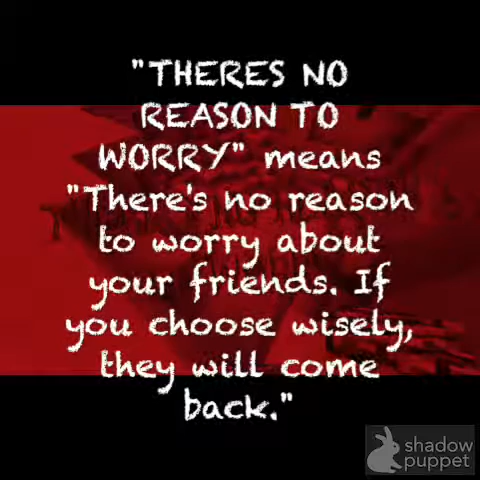 "THERES NO
REASON TO
WORRY" means
"There's no reason
to worry about
your friends. If
you choose wisely,
they will come
back."
shadow
puppet